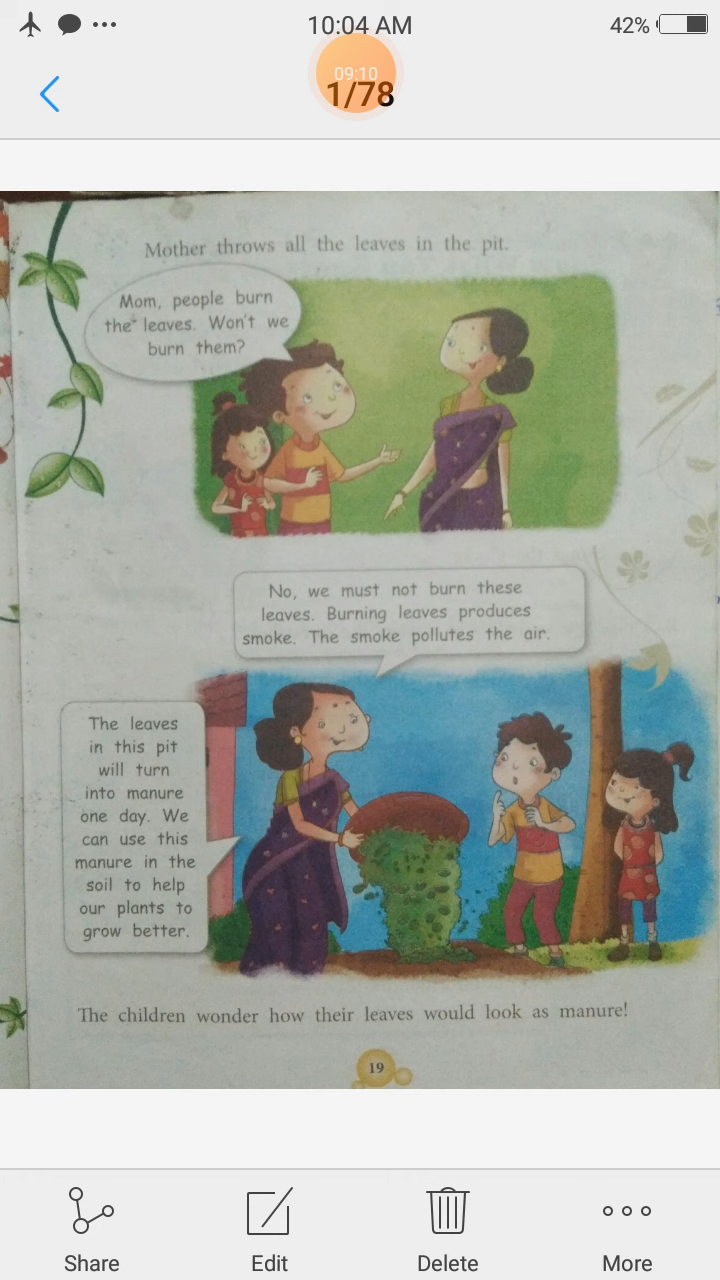 10:04 AM
42%
09:10
1/78
Mother throws all the leaves in the pit.
Mom, people burn
the leaves. Won't we
burn them?
No, we must not burn these
leaves. Burning leaves produces
smoke. The smoke pollutes the air.
The leaves
in this pit
will turn
into manure
one day. We
can use this
manure in the
soil to help
our plants to
grow better.
The children wonder how their leaves would look as manure!
19
Share
Edit
Delete
More